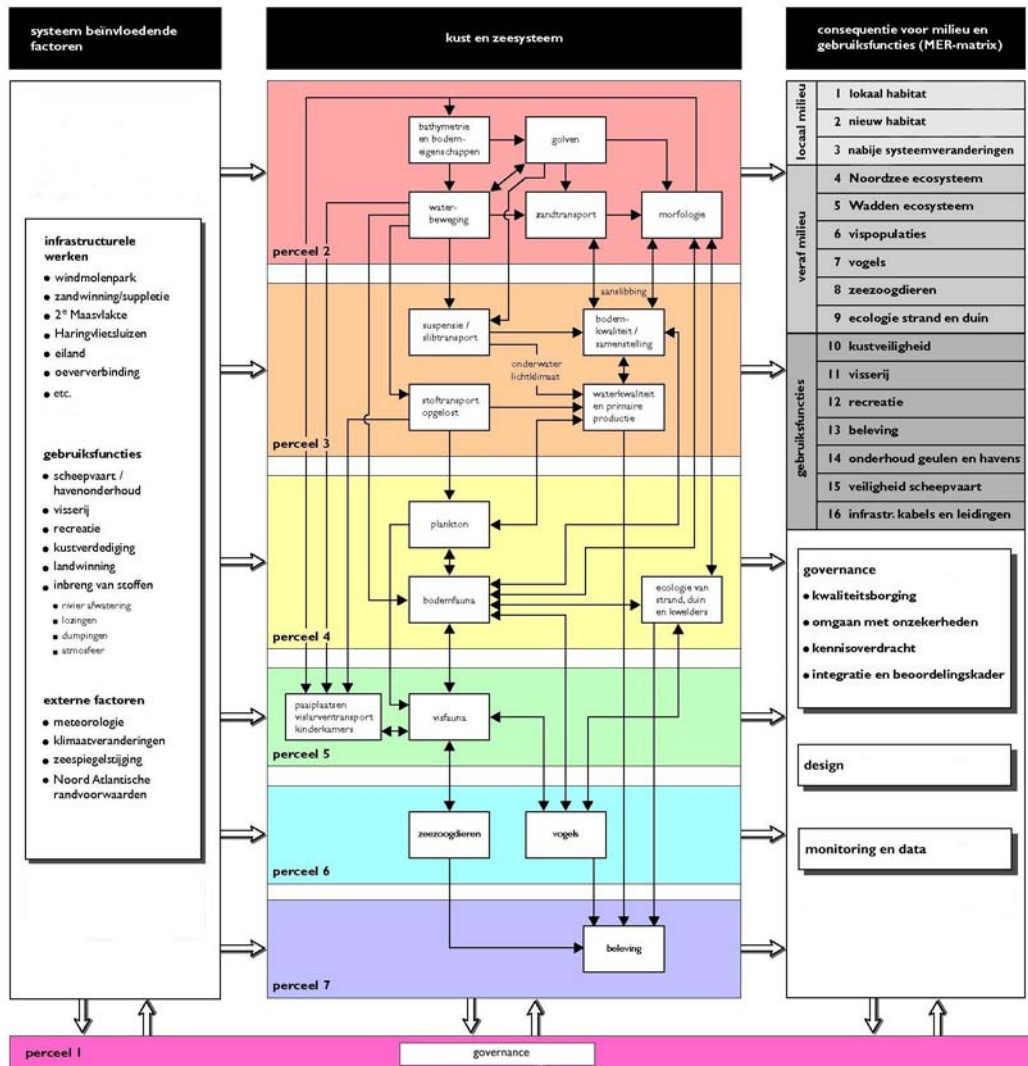 systeem beïnvloedende
factoren
infrastructurele
werken
• windmolenpark
• zandwinning/suppletie
• 2e Maasvlakte
• Haringvlietsluizen
• eiland
• oeververbinding
• etc.
gebruiksfuncties
• scheepvaart /
havenonderhoud
• visserij
• recreatie
• kustverdediging
• landwinning
• inbreng van stoffen
• rivier afwatering
• lozingen
• dumpingen
• atmosfeer
externe factoren
• meteorologie
• klimaatveranderingen
• zeespiegelstijging
• Noord Atlantische
randvoorwaarden
kust en zeesysteem
bathymetrie
en bodem-
eigenschappen
golven
water-
beweging
zandtransport
morfologie
perceel 2
aanslibbing
suspensie /
slibtransport
bodem-
kwaliteit /
samenstelling
onderwater
lichtklimaat
stoftransport
opgelost
waterkwaliteit
en primaire
productie
perceel 3
plankton
bodemfauna
ecologie van
strand, duin
en kwelders
perceel 4
paaiplaatsen
vislarventransport
kinderkamers
visfauna
perceel 5
zeezoogdieren
vogels
perceel 6
beleving
perceel 7
consequentie voor milieu en
gebruiksfuncties (MER-matrix)
locaal milieu
1 lokaal habitat
2 nieuw habitat
3 nabije systeemveranderingen
veraf milieu
4 Noordzee ecosysteem
5 Wadden ecosysteem
6 vispopulaties
7 vogels
8 zeezoogdieren
9 ecologie strand en duin
gebruiksfuncties
10 kustveiligheid
11 visserij
12 recreatie
13 beleving
14 onderhoud geulen en havens
15 veiligheid scheepvaart
16 infrastr. kabels en leidingen
governance
• kwaliteitsborging
• omgaan met onzekerheden
• kennisoverdracht
• integratie en beoordelingskader
design
monitoring en data
perceel 1
governance